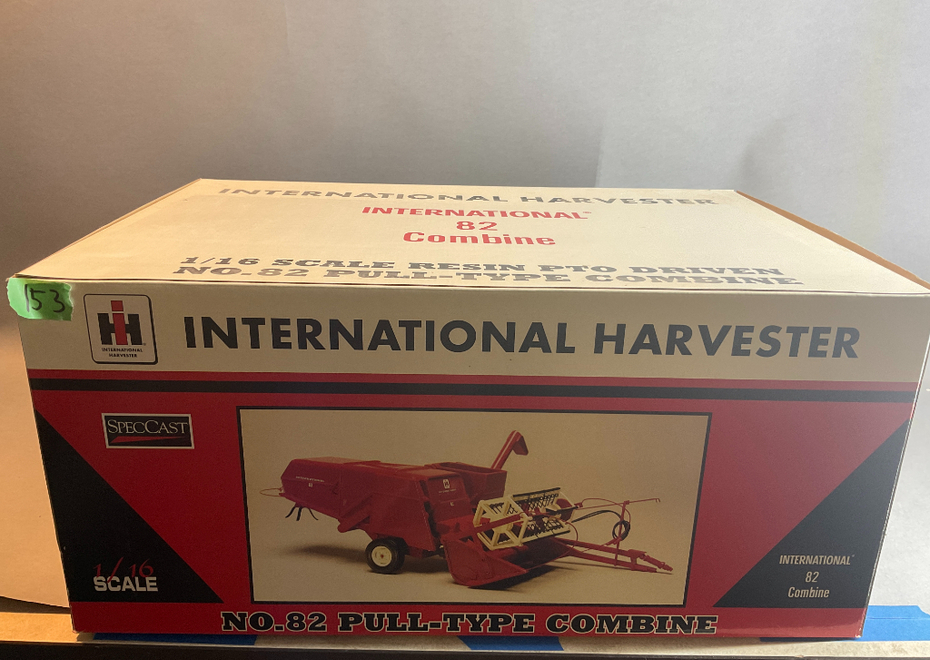 INTERNATIONAL HARVESTER
INTERNATIONAL
82
Combine
1/16 SCALE RESIN PTO DRIVEN
NO.82 PULL-TYPE COMBINE
153
IH
INTERNATIONAL
HARVESTER
INTERNATIONAL HARVESTER
SPECCAST
1/16
SCALE
INTERNATIONAL
82
Combine
NO.82 PULL-TYPE COMBINE